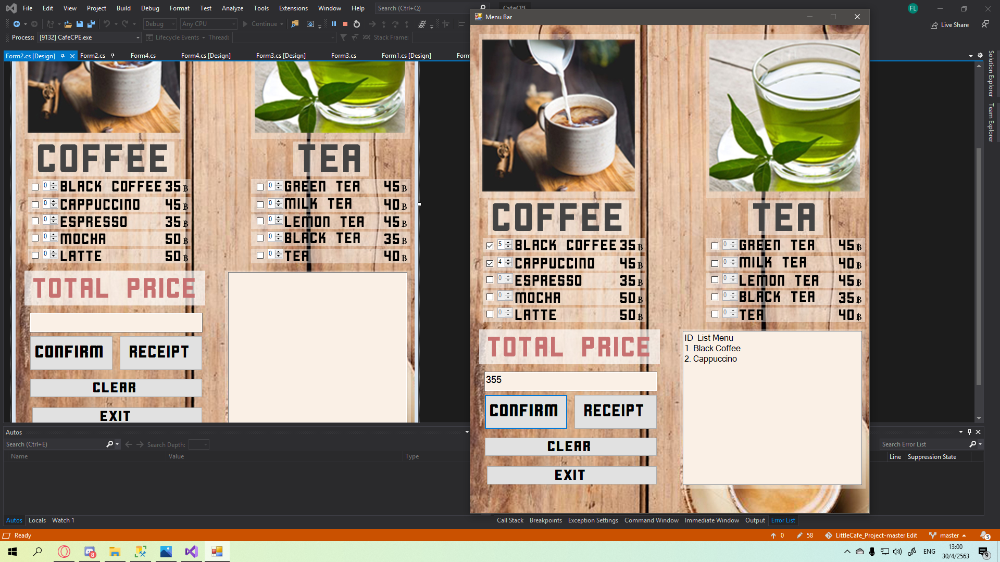 File Edit View Project Build Debug Format Test Analyze Tools Extensions Window Help Search (Ctrl+Q) CafeCPE FL
Debug Any CPU Continue Live Share
Process: [9132] CafeCPE.exe Lifecycle Events Thread: Stack Frame:
Form2.cs [Design] Form2.cs Form4.cs Form4.cs [Design] Form3.cs [Design] Form3.cs Form1.cs [Design] Form
Solution Explorer
Team Explorer
COFFEE TEA
0 BLACK COFFEE 35 ฿ 0 GREEN TEA 45 ฿
0 CAPPUCCINO 45 ฿ 0 MILK TEA 40 ฿
0 ESPRESSO 35 ฿ 0 LEMON TEA 45 ฿
0 MOCHA 50 ฿ 0 BLACK TEA 35 ฿
0 LATTE 50 ฿ 0 TEA 40 ฿
TOTAL PRICE
CONFIRM RECEIPT
CLEAR
EXIT
Menu Bar
COFFEE TEA
5 BLACK COFFEE 35 ฿ 0 GREEN TEA 45 ฿
4 CAPPUCCINO 45 ฿ 0 MILK TEA 40 ฿
0 ESPRESSO 35 ฿ 0 LEMON TEA 45 ฿
0 MOCHA 50 ฿ 0 BLACK TEA 35 ฿
0 LATTE 50 ฿ 0 TEA 40 ฿
TOTAL PRICE
355
CONFIRM RECEIPT
CLEAR
EXIT
ID List Menu
1. Black Coffee
2. Cappuccino
Autos
Search (Ctrl+E) Search Depth: Search Error List
Name Value Type Line Suppression State
Autos Locals Watch 1 Call Stack Breakpoints Exception Settings Command Window Immediate Window Output Error List
Ready 0 58 LittleCafe_Project-master Edit master 3
8 ENG 13:00
30/4/2563 9